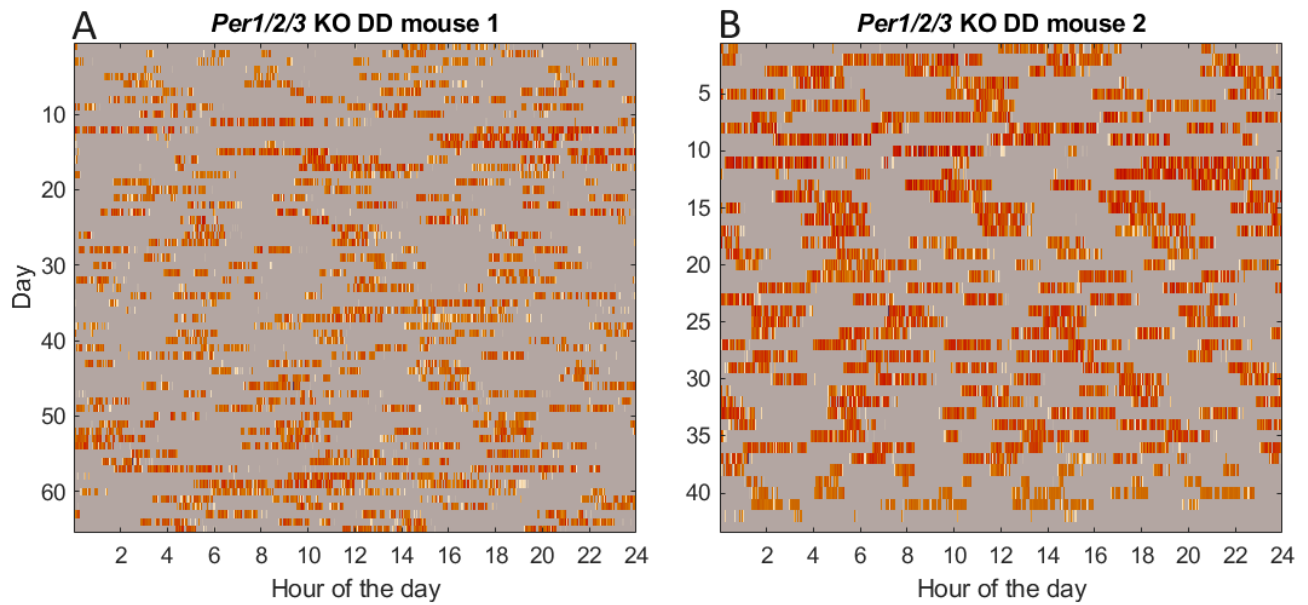 A
Per1/2/3 KO DD mouse 1
10
20
30
40
50
60
Day
2 4 6 8 10 12 14 16 18 20 22 24
Hour of the day
B
Per1/2/3 KO DD mouse 2
5
10
15
20
25
30
35
40
2 4 6 8 10 12 14 16 18 20 22 24
Hour of the day